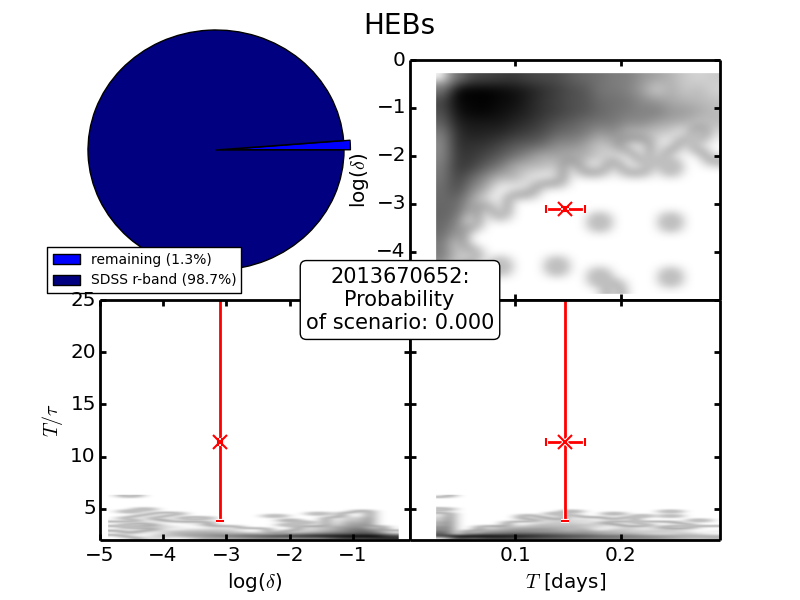 HEBs
0
−1
−2
−3
−4
log(δ)
remaining (1.3%)
SDSS r-band (98.7%)
2013670652:
Probability
of scenario: 0.000
25
20
15
10
5
T/τ
−5 −4 −3 −2 −1
0.1 0.2
log(δ)
T [days]